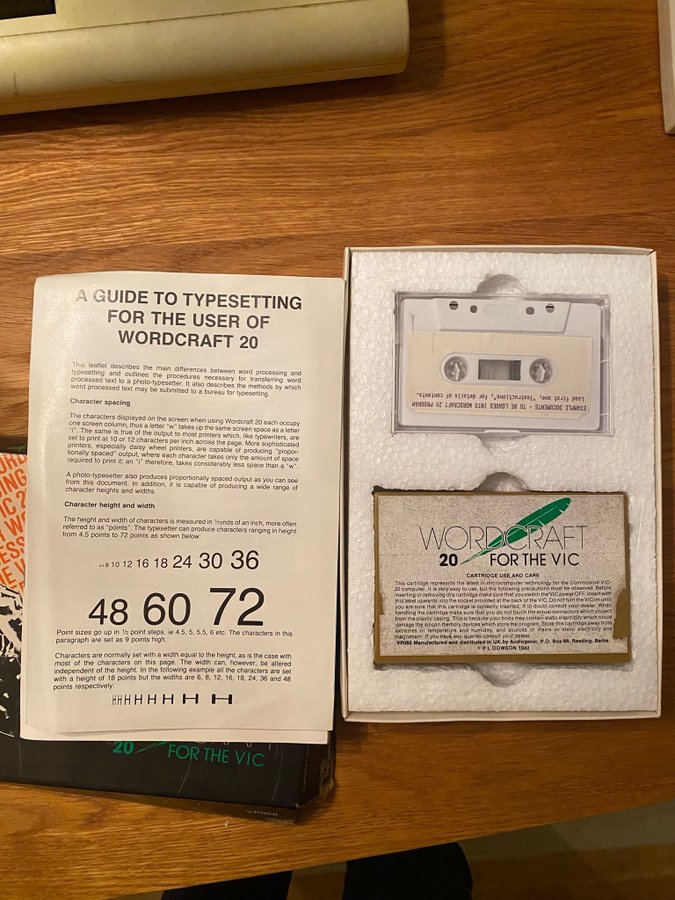 A GUIDE TO TYPESETTING
FOR THE USER OF
WORDCRAFT 20
This leaflet describes the main differences between word processing and
typesetting and outlines the procedures necessary for transferring word
processed text to a photo-typesetter. It also describes the methods by which
word processed text may be submitted to a bureau for typesetting.
Character spacing
The characters displayed on the screen when using Wordcraft 20 each occupy
one screen column, thus a letter "w" takes up the same screen space as a letter
"i". The same is true of the output to most printers which, like typewriters, are
set to print at 10 or 12 characters per inch across the page. More sophisticated
printers, especially daisy wheel printers, are capable of producing "propor-
tionally spaced" output, where each character takes only the amount of space
required to print it; an "i" therefore, takes considerably less space than a "w".
A photo-typesetter also produces proportionally spaced output as you can see
from this document. In addition, it is capable of producing a wide range of
character heights and widths.
Character height and width
The height and width of characters is measured in 1/72nds of an inch, more often
referred to as "points". The typesetter can produce characters ranging in height
from 4.5 points to 72 points as shown below:
6 8 10 12 16 18 24 30 36
48 60 72
Point sizes go up in ½ point steps, ie 4.5, 5, 5.5, 6 etc. The characters in this
paragraph are set as 9 points high.
Characters are normally set with a width equal to the height, as is the case with
most of the characters on this page. The width can, however, be altered
independent of the height. In the following example all the characters are set
with a height of 18 points but the widths are 6, 8, 12, 16, 18, 24, 36 and 48
points respectively:
HHHHHHHH
20 FOR THE VIC
VP060
EXAMPLE DOCUMENTS - TO BE LOADED INTO WORDCRAFT 20 PROGRAM
Load first one, "Instructions", for details of contents.
WORDCRAFT
20 FOR THE VIC
CARTRIDGE USE AND CARE
This cartridge represents the latest in microcomputer technology for the Commodore VIC-
20 computer. It is very easy to use, but the following precautions must be observed. Before
inserting or removing this cartridge make sure that you switch the VIC power OFF. Insert with
this label upwards into the socket provided at the back of the VIC. Do not turn the VIC on until
you are sure that this cartridge is correctly inserted. If in doubt consult your dealer. When
handling the cartridge make sure that you do not touch the actual connectors which project
from the plastic casing. This is because your body may contain static electricity which could
damage the silicon memory devices which store the program. Store the cartridge away from
extremes of temperature and humidity, and sources of mains or static electricity and
magnetism. If you have any queries consult your dealer.
VP060 Manufactured and distributed in UK by Audiogenic, P.O. Box 88, Reading, Berks.
© P L DOWSON 1982